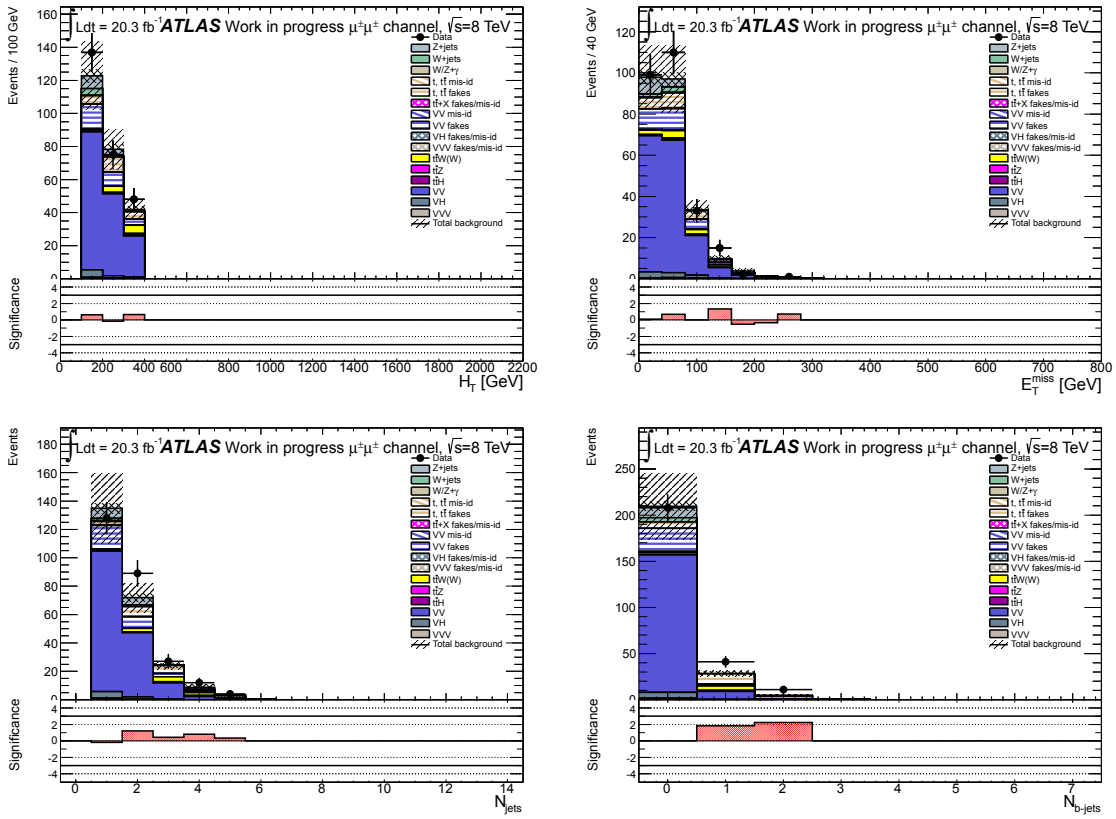 ∫ Ldt = 20.3 fb⁻¹ ATLAS Work in progress μ±μ± channel, √s=8 TeV
Events / 100 GeV
160
140
120
100
80
60
40
20
0
Data
Z+jets
W+jets
W/Z+γ
t, tt̄ mis-id
t, tt̄ fakes
tt̄+X fakes/mis-id
VV mis-id
VV fakes
VH fakes/mis-id
VVV fakes/mis-id
tt̄W(W)
tt̄Z
tt̄H
VV
VH
VVV
Total background
Significance
4
2
0
-2
-4
0 200 400 600 800 1000 1200 1400 1600 1800 2000 2200
H_T [GeV]
∫ Ldt = 20.3 fb⁻¹ ATLAS Work in progress μ±μ± channel, √s=8 TeV
Events / 40 GeV
120
100
80
60
40
20
0
Data
Z+jets
W+jets
W/Z+γ
t, tt̄ mis-id
t, tt̄ fakes
tt̄+X fakes/mis-id
VV mis-id
VV fakes
VH fakes/mis-id
VVV fakes/mis-id
tt̄W(W)
tt̄Z
tt̄H
VV
VH
VVV
Total background
Significance
4
2
0
-2
-4
0 100 200 300 400 500 600 700 800
E_T^miss [GeV]
∫ Ldt = 20.3 fb⁻¹ ATLAS Work in progress μ±μ± channel, √s=8 TeV
Events
180
160
140
120
100
80
60
40
20
0
Data
Z+jets
W+jets
W/Z+γ
t, tt̄ mis-id
t, tt̄ fakes
tt̄+X fakes/mis-id
VV mis-id
VV fakes
VH fakes/mis-id
VVV fakes/mis-id
tt̄W(W)
tt̄Z
tt̄H
VV
VH
VVV
Total background
Significance
4
2
0
-2
-4
0 2 4 6 8 10 12 14
N_jets
∫ Ldt = 20.3 fb⁻¹ ATLAS Work in progress μ±μ± channel, √s=8 TeV
Events
250
200
150
100
50
0
Data
Z+jets
W+jets
W/Z+γ
t, tt̄ mis-id
t, tt̄ fakes
tt̄+X fakes/mis-id
VV mis-id
VV fakes
VH fakes/mis-id
VVV fakes/mis-id
tt̄W(W)
tt̄Z
tt̄H
VV
VH
VVV
Total background
Significance
4
2
0
-2
-4
0 1 2 3 4 5 6 7
N_b-jets